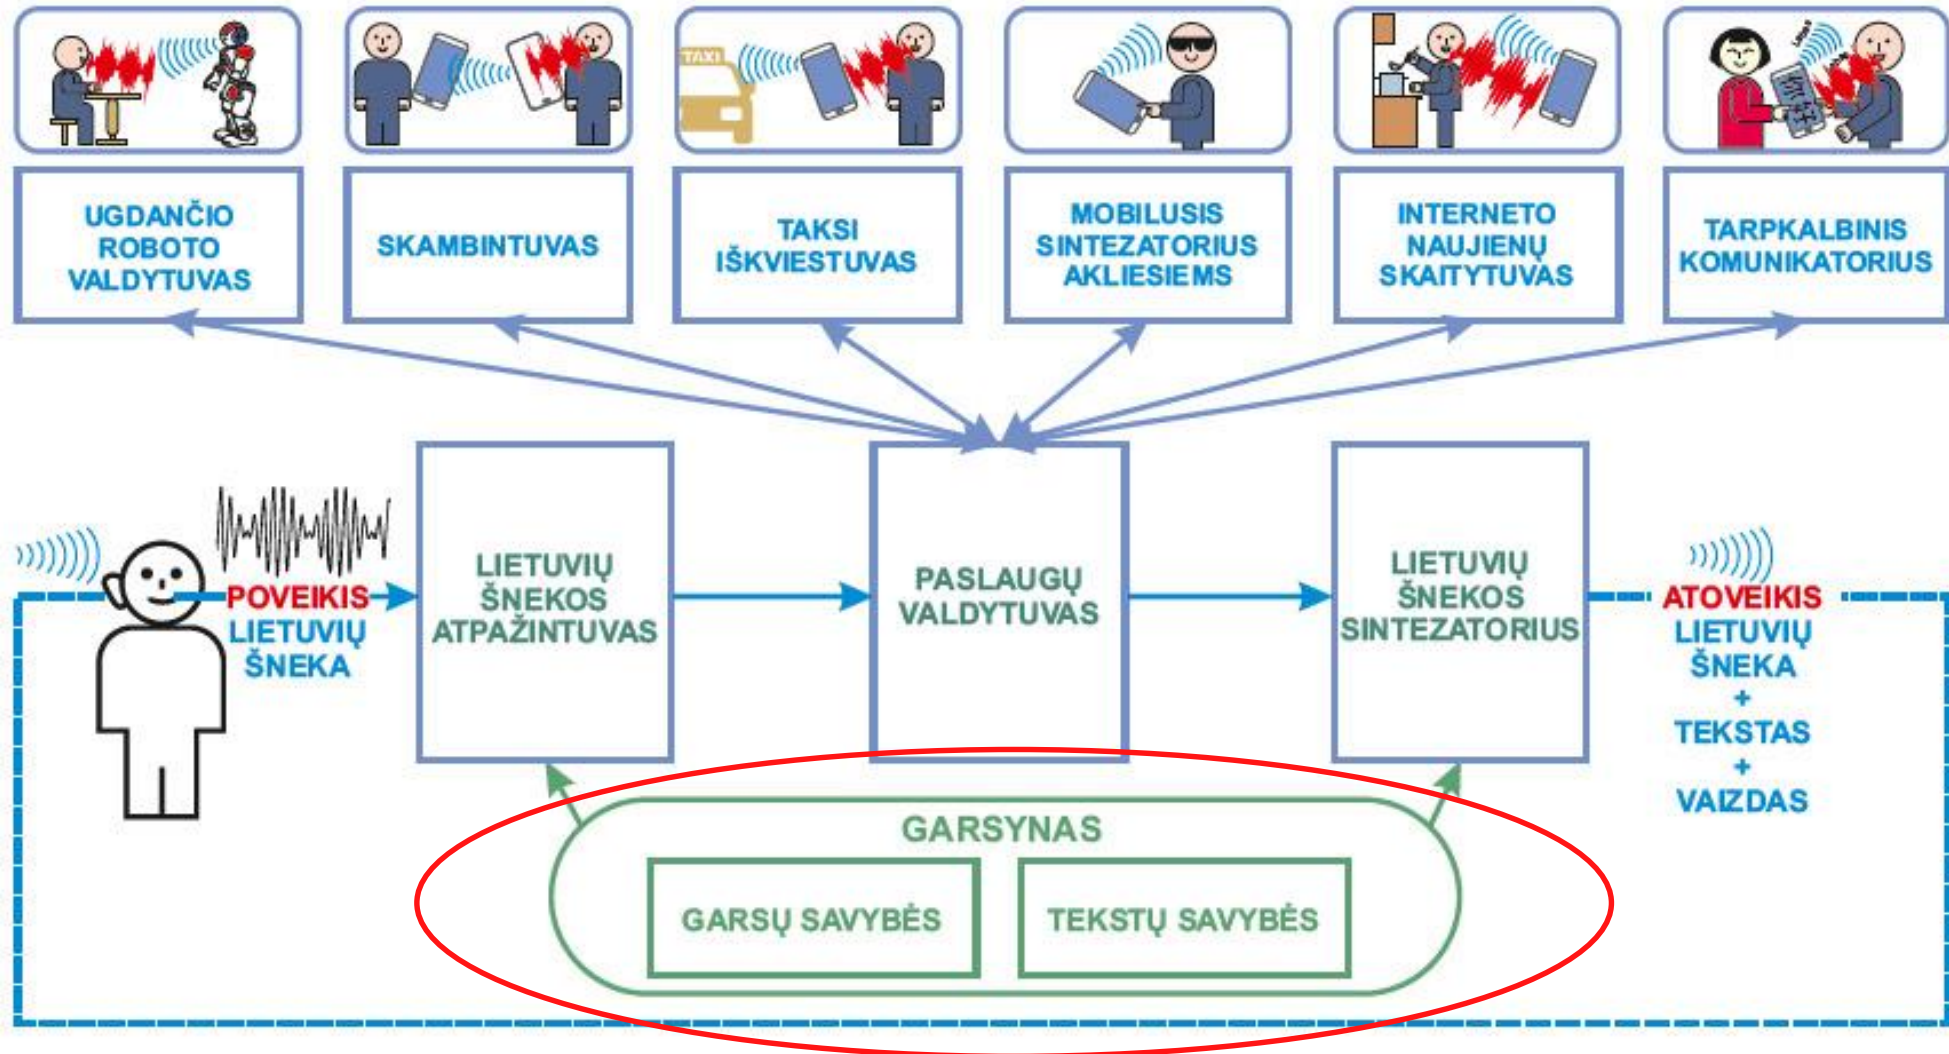 TAXI
UGDANČIO
ROBOTO
VALDYTUVAS
SKAMBINTUVAS
TAKSI
IŠKVIESTUVAS
MOBILUSIS
SINTEZATORIUS
AKLIESIEMS
INTERNETO
NAUJIENŲ
SKAITYTUVAS
TARPKALBINIS
KOMUNIKATORIUS
POVEIKIS
LIETUVIŲ
ŠNEKA
LIETUVIŲ
ŠNEKOS
ATPAŽINTUVAS
PASLAUGŲ
VALDYTUVAS
LIETUVIŲ
ŠNEKOS
SINTEZATORIUS
ATOVEIKIS
LIETUVIŲ
ŠNEKA
+
TEKSTAS
+
VAIZDAS
GARSYNAS
GARSŲ SAVYBĖS
TEKSTŲ SAVYBĖS